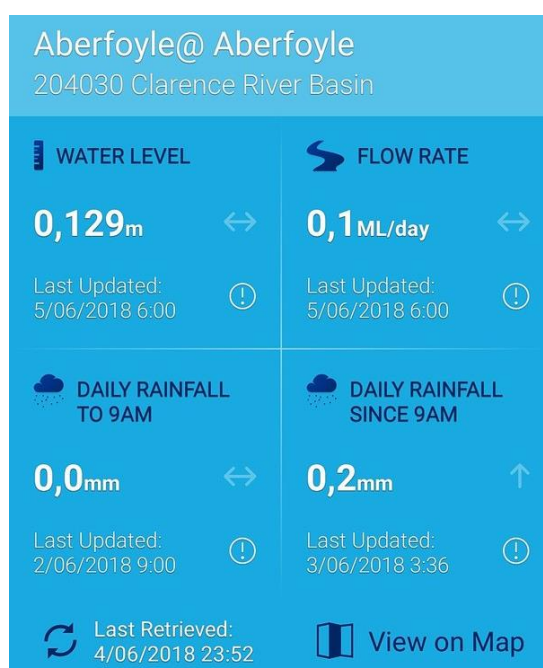 Aberfoyle@ Aberfoyle
204030 Clarence River Basin
WATER LEVEL
0,129m
Last Updated:
5/06/2018 6:00
FLOW RATE
0,1ML/day
Last Updated:
5/06/2018 6:00
DAILY RAINFALL
TO 9AM
0,0mm
Last Updated:
2/06/2018 9:00
DAILY RAINFALL
SINCE 9AM
0,2mm
Last Updated:
3/06/2018 3:36
Last Retrieved:
4/06/2018 23:52
View on Map